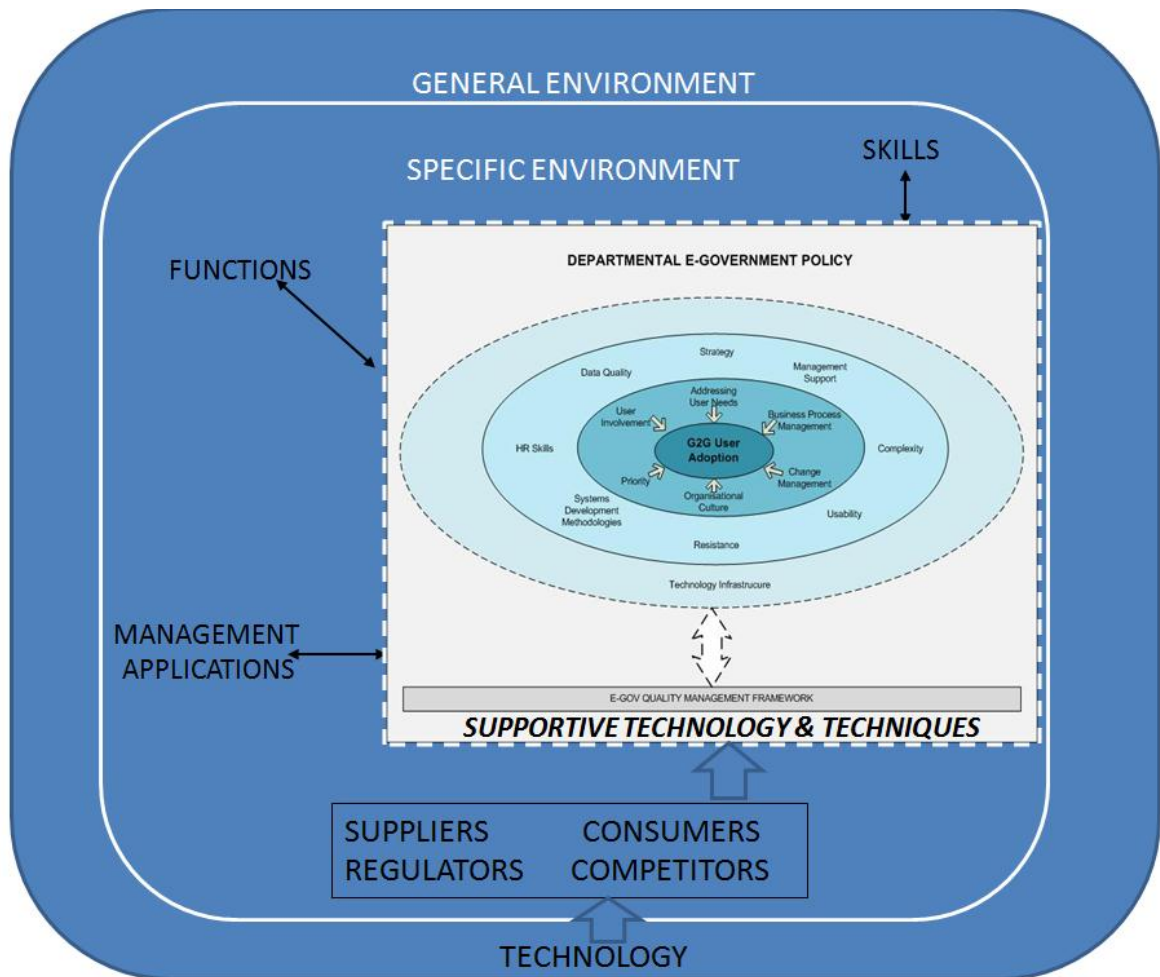 GENERAL ENVIRONMENT
SPECIFIC ENVIRONMENT
SKILLS
FUNCTIONS
DEPARTMENTAL E-GOVERNMENT POLICY
Strategy
Data Quality
Management
Support
Addressing
User Needs
User
Involvement
Business Process
Management
HR Skills
G2G User
Adoption
Complexity
Priority
Change
Management
Organisational
Culture
Systems
Development
Methodologies
Usability
Resistance
Technology Infrastrucure
MANAGEMENT
APPLICATIONS
E-GOV QUALITY MANAGEMENT FRAMEWORK
SUPPORTIVE TECHNOLOGY & TECHNIQUES
SUPPLIERS CONSUMERS
REGULATORS COMPETITORS
TECHNOLOGY